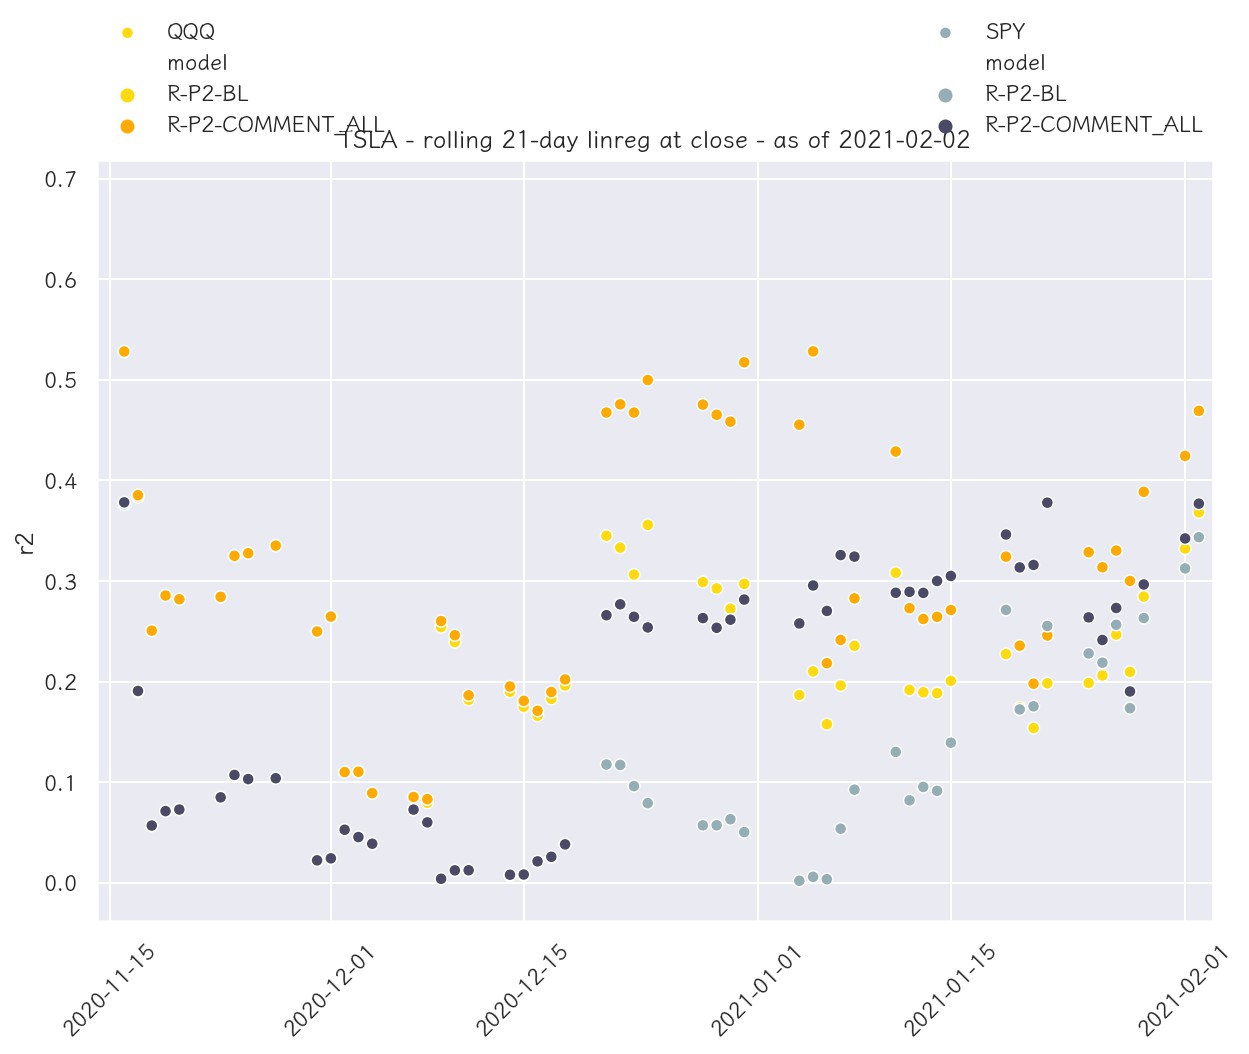 QQQ
model
R-P2-BL
R-P2-COMMENT_ALL
SPY
model
R-P2-BL
R-P2-COMMENT_ALL
TSLA - rolling 21-day linreg at close - as of 2021-02-02
0.7
0.6
0.5
0.4
0.3
0.2
0.1
0.0
r2
2020-11-15
2020-12-01
2020-12-15
2021-01-01
2021-01-15
2021-02-01